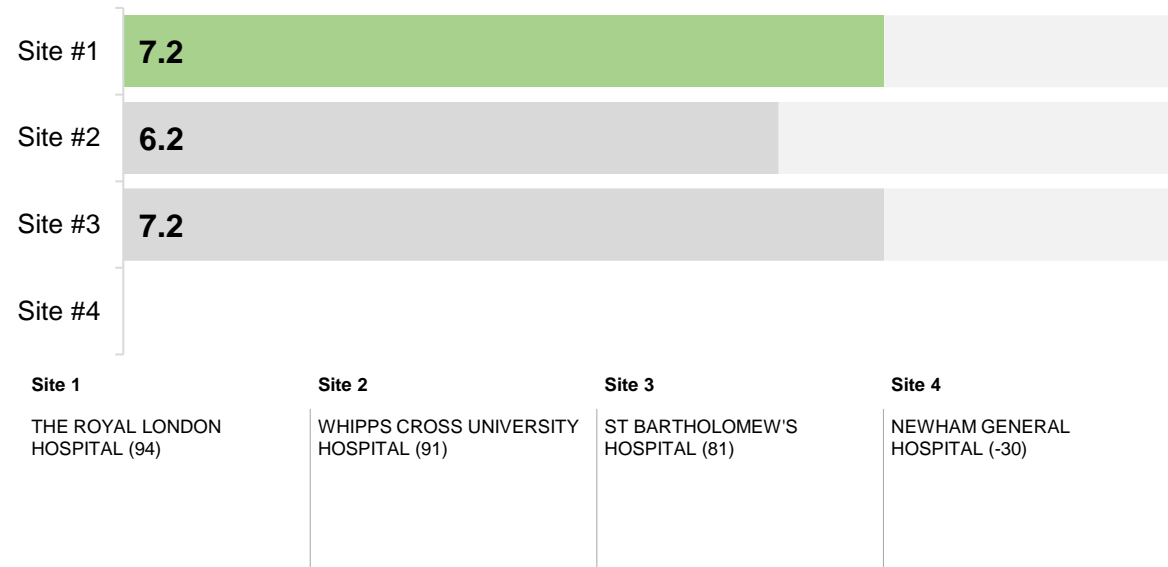 Site #1
7.2
Site #2
6.2
Site #3
7.2
Site #4
Site 1
THE ROYAL LONDON
HOSPITAL (94)
Site 2
WHIPPS CROSS UNIVERSITY
HOSPITAL (91)
Site 3
ST BARTHOLOMEW'S
HOSPITAL (81)
Site 4
NEWHAM GENERAL
HOSPITAL (-30)